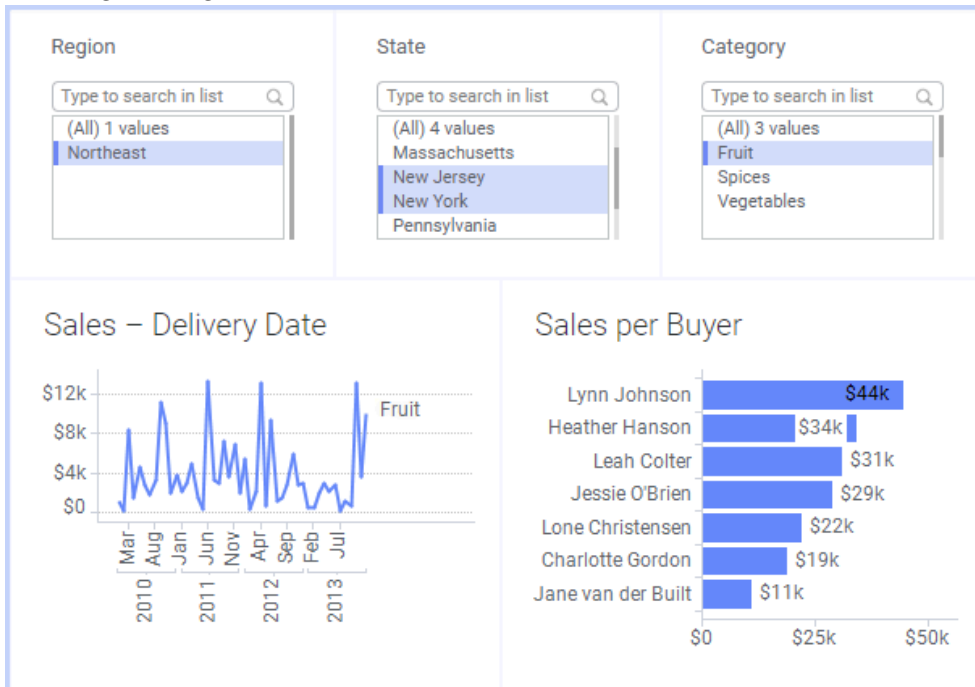 Region
State
Category
Type to search in list
Type to search in list
Type to search in list
(All) 1 values
Northeast
(All) 4 values
Massachusetts
New Jersey
New York
Pennsylvania
(All) 3 values
Fruit
Spices
Vegetables
Sales – Delivery Date
$12k
$8k
$4k
$0
Fruit
Mar
Aug
Jan
Jun
Nov
Apr
Sep
Feb
Jul
2010
2011
2012
2013
Sales per Buyer
Lynn Johnson $44k
Heather Hanson $34k
Leah Colter $31k
Jessie O'Brien $29k
Lone Christensen $22k
Charlotte Gordon $19k
Jane van der Built $11k
$0 $25k $50k